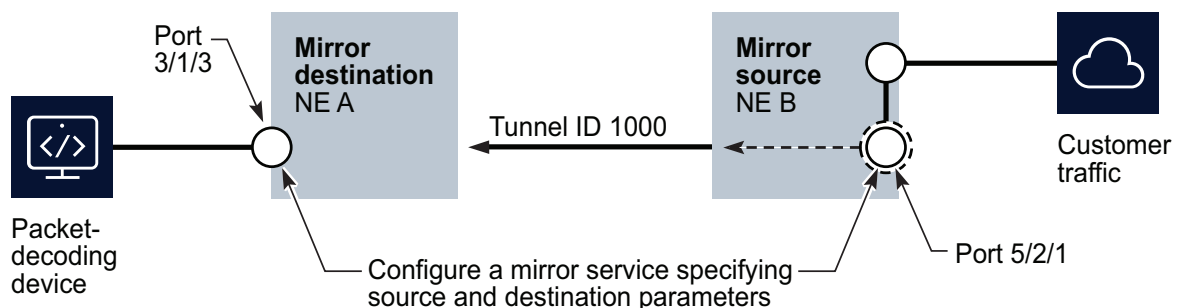 Port
3/1/3
Mirror
destination
NE A
Mirror
source
NE B
Tunnel ID 1000
</>
Packet-
decoding
device
Customer
traffic
Port 5/2/1
Configure a mirror service specifying
source and destination parameters